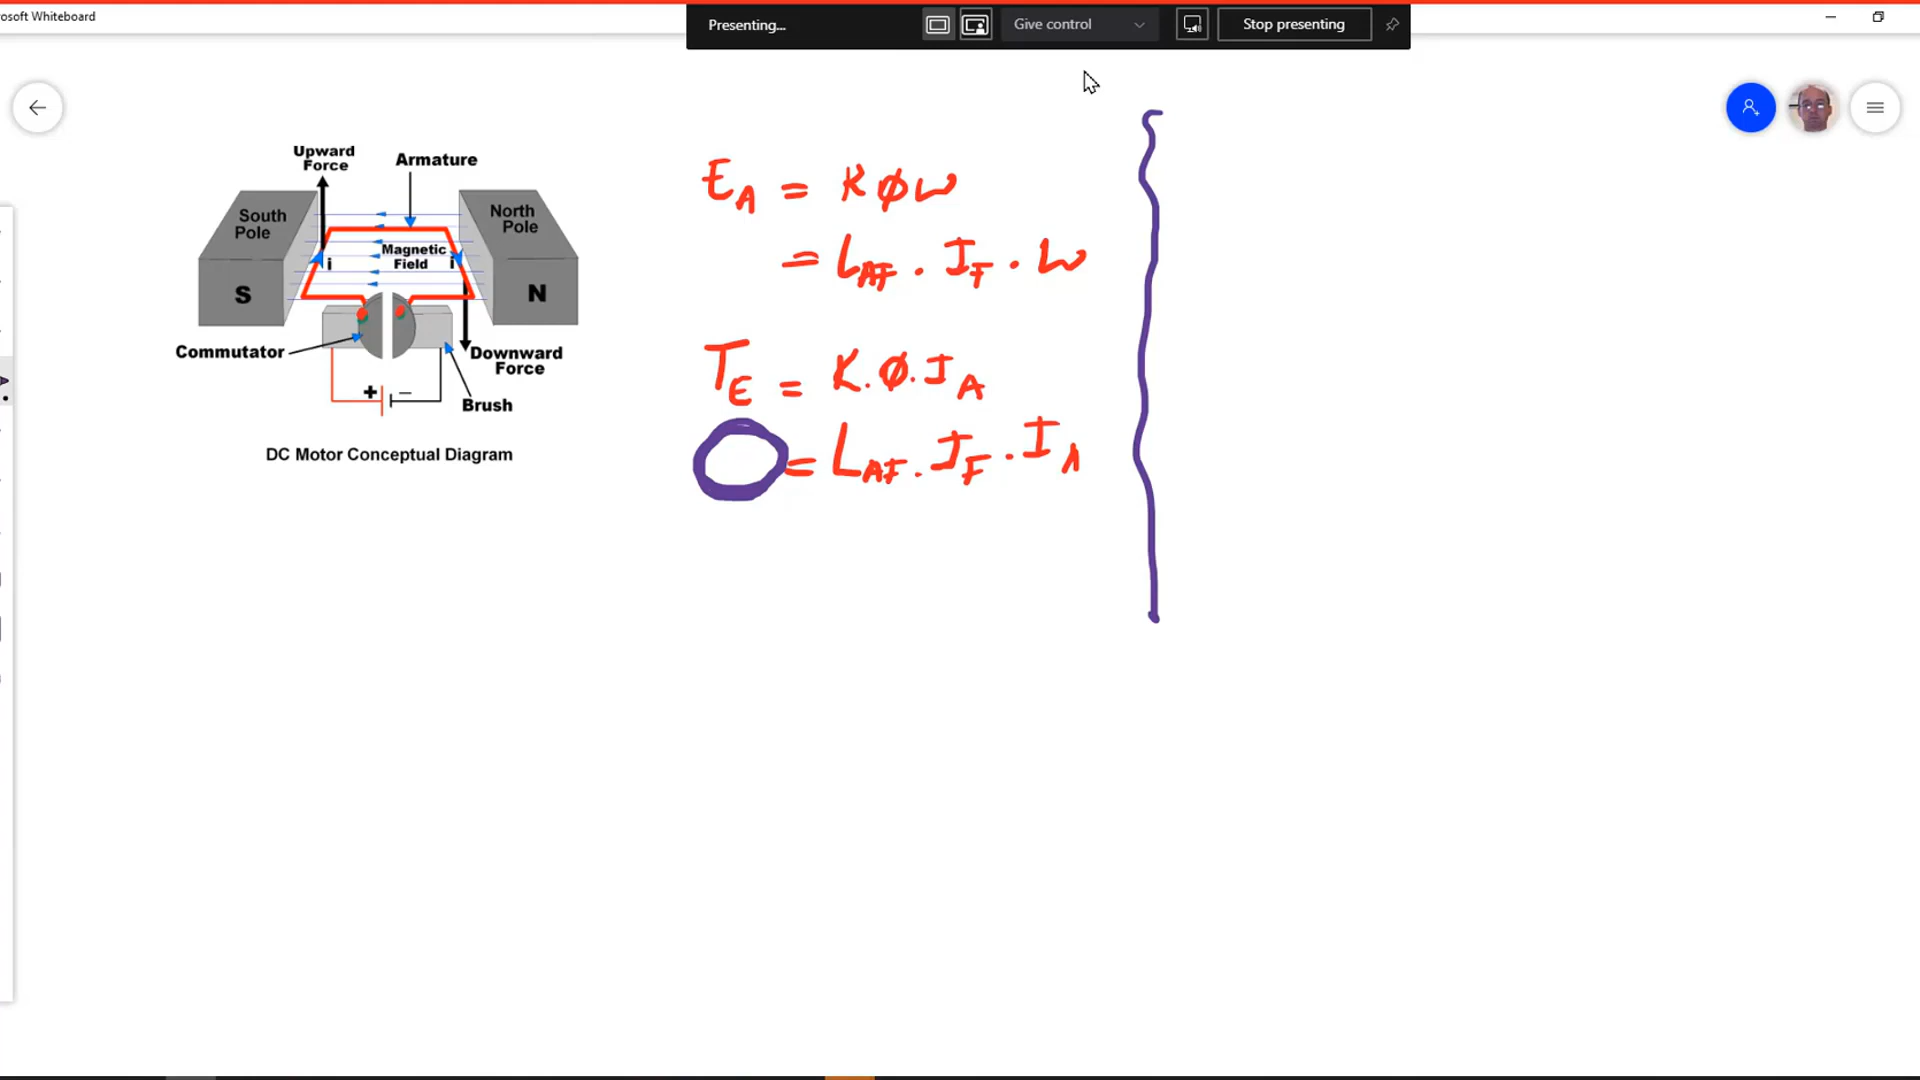 osoft Whiteboard
Presenting...
Give control
Stop presenting
Upward
Force
Armature
South
Pole
North
Pole
Magnetic
Field
i
i
S
N
Commutator
Downward
Force
+
−
Brush
DC Motor Conceptual Diagram
E_A = KØω
= L_AF · I_F · ω
T_E = K·Ø·I_A
= L_AF · I_F · I_A